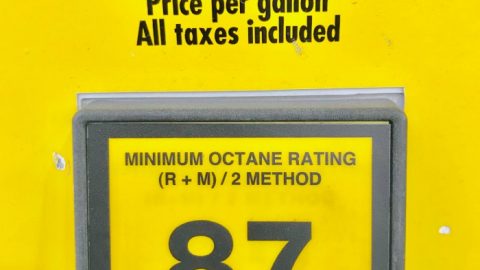 Price per gallon
All taxes included
MINIMUM OCTANE RATING
(R + M) / 2 METHOD
87